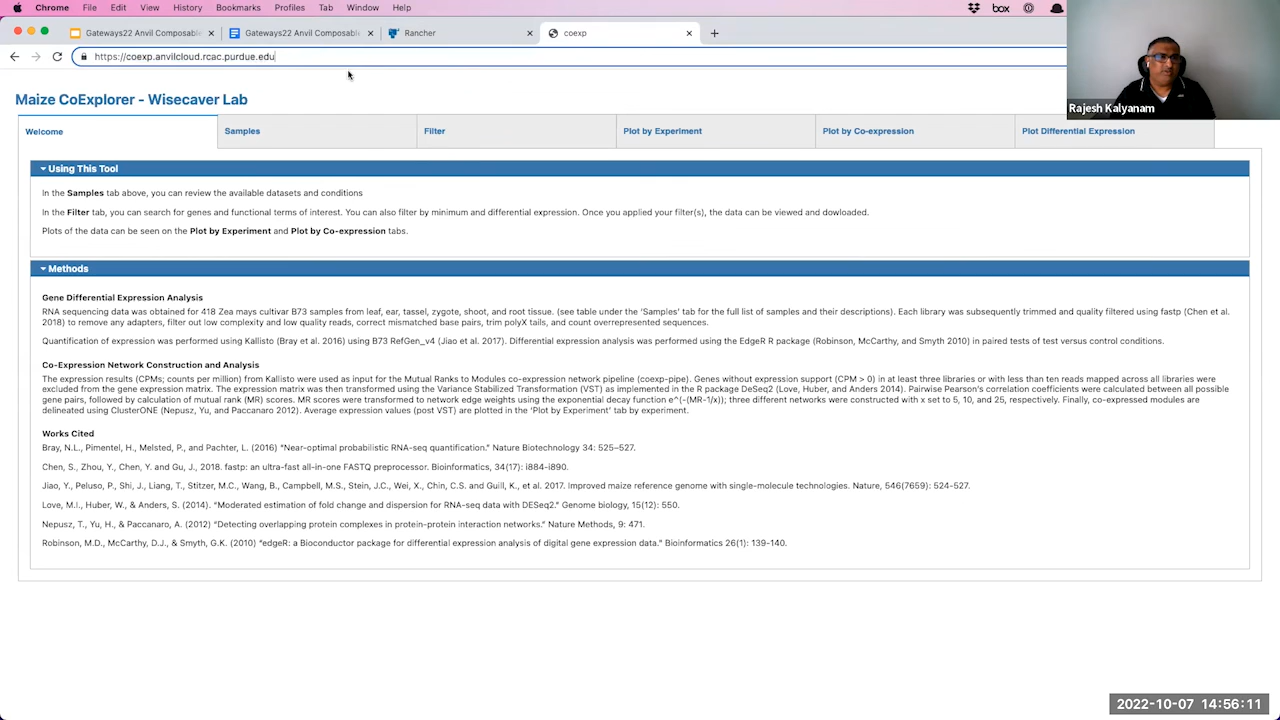 Chrome File Edit View History Bookmarks Profiles Tab Window Help box
Gateways22 Anvil Composable Gateways22 Anvil Composable Rancher coexp
https://coexp.anvilcloud.rcac.purdue.edu
Rajesh Kalyanam
Maize CoExplorer - Wisecaver Lab
Welcome Samples Filter Plot by Experiment Plot by Co-expression Plot Differential Expression
Using This Tool
In the Samples tab above, you can review the available datasets and conditions
In the Filter tab, you can search for genes and functional terms of interest. You can also filter by minimum and differential expression. Once you applied your filter(s), the data can be viewed and dowloaded.
Plots of the data can be seen on the Plot by Experiment and Plot by Co-expression tabs.
Methods
Gene Differential Expression Analysis
RNA sequencing data was obtained for 418 Zea mays cultivar B73 samples from leaf, ear, tassel, zygote, shoot, and root tissue. (see table under the 'Samples' tab for the full list of samples and their descriptions). Each library was subsequently trimmed and quality filtered using fastp (Chen et al.
2018) to remove any adapters, filter out low complexity and low quality reads, correct mismatched base pairs, trim polyX tails, and count overrepresented sequences.
Quantification of expression was performed using Kallisto (Bray et al. 2016) using B73 RefGen_v4 (Jiao et al. 2017). Differential expression analysis was performed using the EdgeR R package (Robinson, McCarthy, and Smyth 2010) in paired tests of test versus control conditions.
Co-Expression Network Construction and Analysis
The expression results (CPMs; counts per million) from Kallisto were used as input for the Mutual Ranks to Modules co-expression network pipeline (coexp-pipe). Genes without expression support (CPM > 0) in at least three libraries or with less than ten reads mapped across all libraries were
excluded from the gene expression matrix. The expression matrix was then transformed using the Variance Stabilized Transformation (VST) as implemented in the R package DeSeq2 (Love, Huber, and Anders 2014). Pairwise Pearson's correlation coefficients were calculated between all possible
gene pairs, followed by calculation of mutual rank (MR) scores. MR scores were transformed to network edge weights using the exponential decay function e^(-(MR-1/x)); three different networks were constructed with x set to 5, 10, and 25, respectively. Finally, co-expressed modules are
delineated using ClusterONE (Nepusz, Yu, and Paccanaro 2012). Average expression values (post VST) are plotted in the 'Plot by Experiment' tab by experiment.
Works Cited
Bray, N.L., Pimentel, H., Melsted, P., and Pachter, L. (2016) "Near-optimal probabilistic RNA-seq quantification." Nature Biotechnology 34: 525–527.
Chen, S., Zhou, Y., Chen, Y. and Gu, J., 2018. fastp: an ultra-fast all-in-one FASTQ preprocessor. Bioinformatics, 34(17): i884-i890.
Jiao, Y., Peluso, P., Shi, J., Liang, T., Stitzer, M.C., Wang, B., Campbell, M.S., Stein, J.C., Wei, X., Chin, C.S. and Guill, K., et al. 2017. Improved maize reference genome with single-molecule technologies. Nature, 546(7659): 524-527.
Love, M.I., Huber, W., & Anders, S. (2014). "Moderated estimation of fold change and dispersion for RNA-seq data with DESeq2." Genome biology, 15(12): 550.
Nepusz, T., Yu, H., & Paccanaro, A. (2012) "Detecting overlapping protein complexes in protein-protein interaction networks." Nature Methods, 9: 471.
Robinson, M.D., McCarthy, D.J., & Smyth, G.K. (2010) "edgeR: a Bioconductor package for differential expression analysis of digital gene expression data." Bioinformatics 26(1): 139-140.
2022-10-07 14:56:11